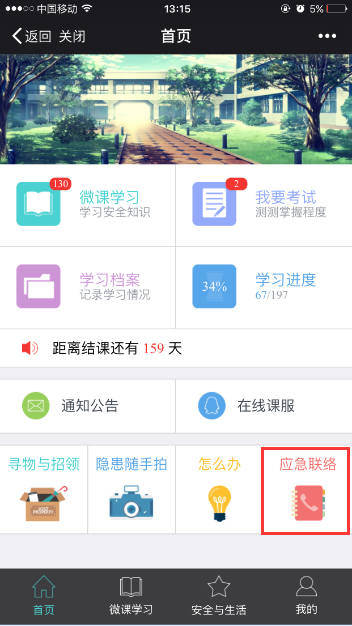 中国移动 13:15 5%
返回 关闭 首页
130 2
微课学习 我要考试
学习安全知识 测测掌握程度
学习档案 34% 学习进度
记录学习情况 67/197
距离结课还有 159 天
通知公告 在线课服
寻物与招领 隐患随手拍 怎么办 应急联络
首页 微课学习 安全与生活 我的